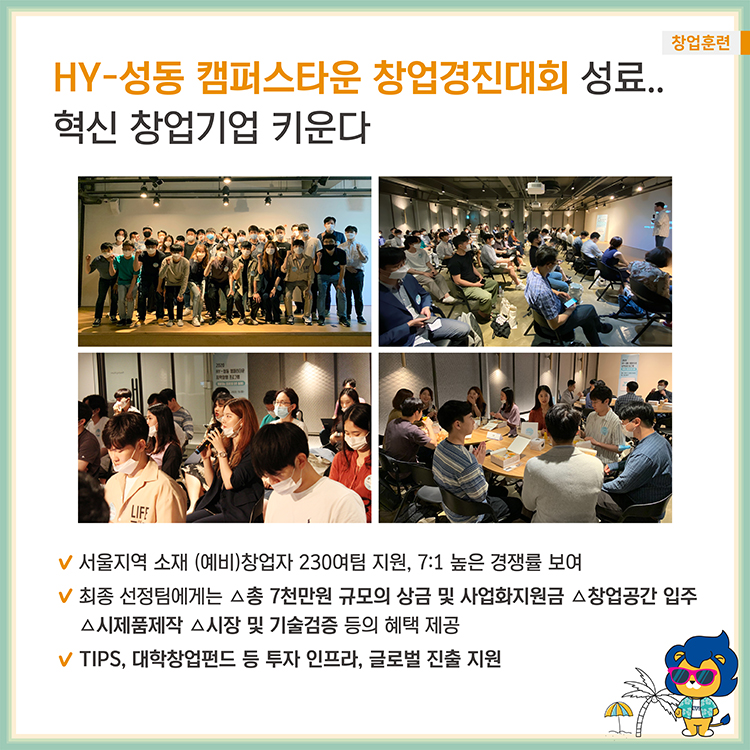 창업훈련
HY-성동 캠퍼스타운 창업경진대회 성료..
혁신 창업기업 키운다
LIFE
✓ 서울지역 소재 (예비)창업자 230여팀 지원, 7:1 높은 경쟁률 보여
✓ 최종 선정팀에게는 △총 7천만원 규모의 상금 및 사업화지원금 △창업공간 입주
△시제품제작 △시장 및 기술검증 등의 혜택 제공
✓ TIPS, 대학창업펀드 등 투자 인프라, 글로벌 진출 지원